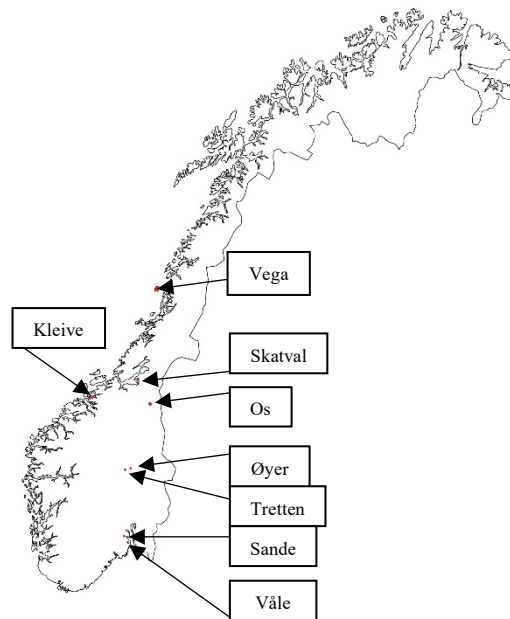 Vega
Kleive
Skatval
Os
Øyer
Tretten
Sande
Våle